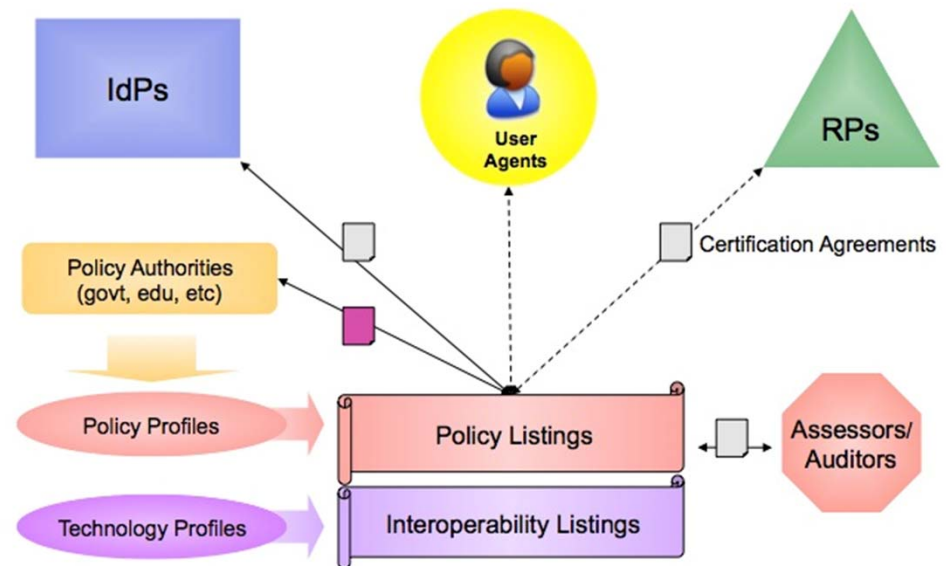 IdPs
User
Agents
RPs
Certification Agreements
Policy Authorities
(govt, edu, etc)
Policy Profiles
Policy Listings
Assessors/
Auditors
Technology Profiles
Interoperability Listings